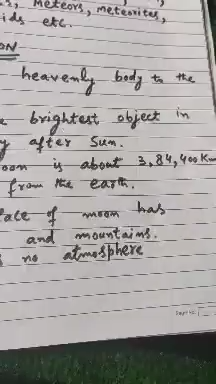 meteors, meteorites,
ids etc.
ON
heavenly body to the
e brightest object in
y after Sun.
oon is about 3,84,400 Km
from the earth.
face of moon has
and mountains.
s no atmosphere